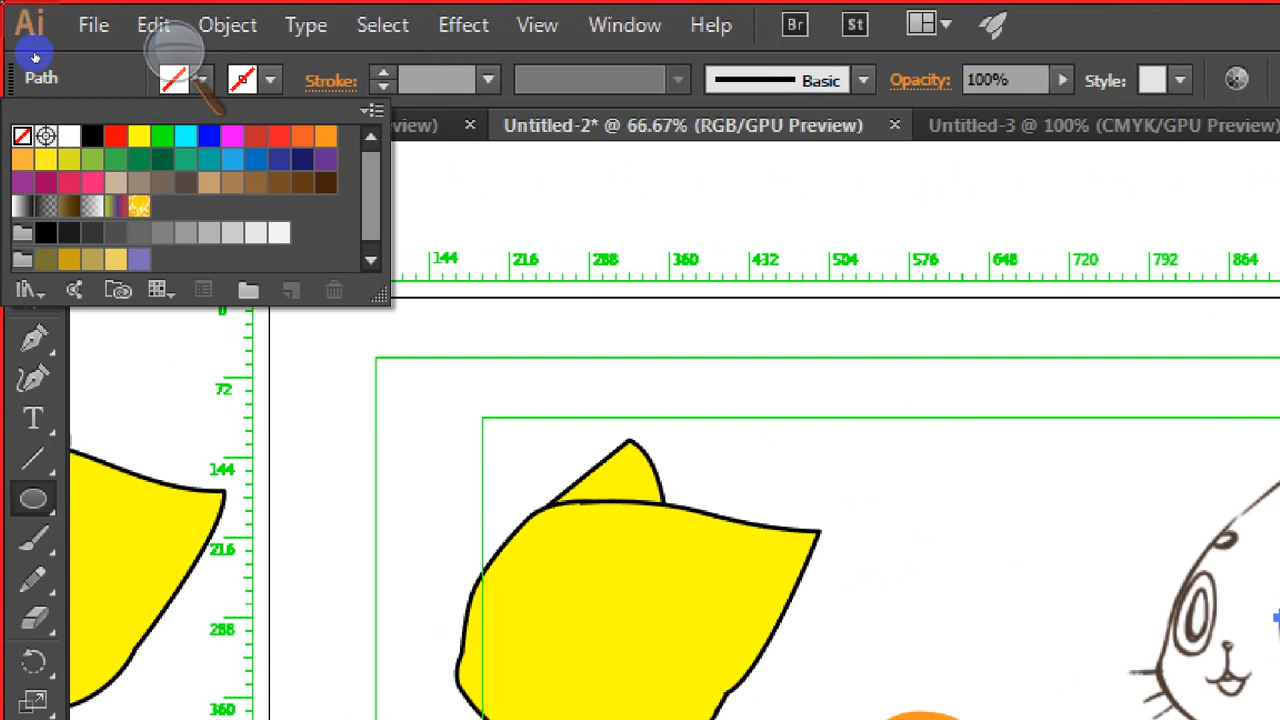 Ai File Edit Object Type Select Effect View Window Help Br St
Path Stroke: Basic Opacity: 100% Style:
view) × Untitled-2* @ 66.67% (RGB/GPU Preview) × Untitled-3 @ 100% (CMYK/GPU Preview)
144 216 288 360 432 504 576 648 720 792 864
0
72
T
144
216
288
360